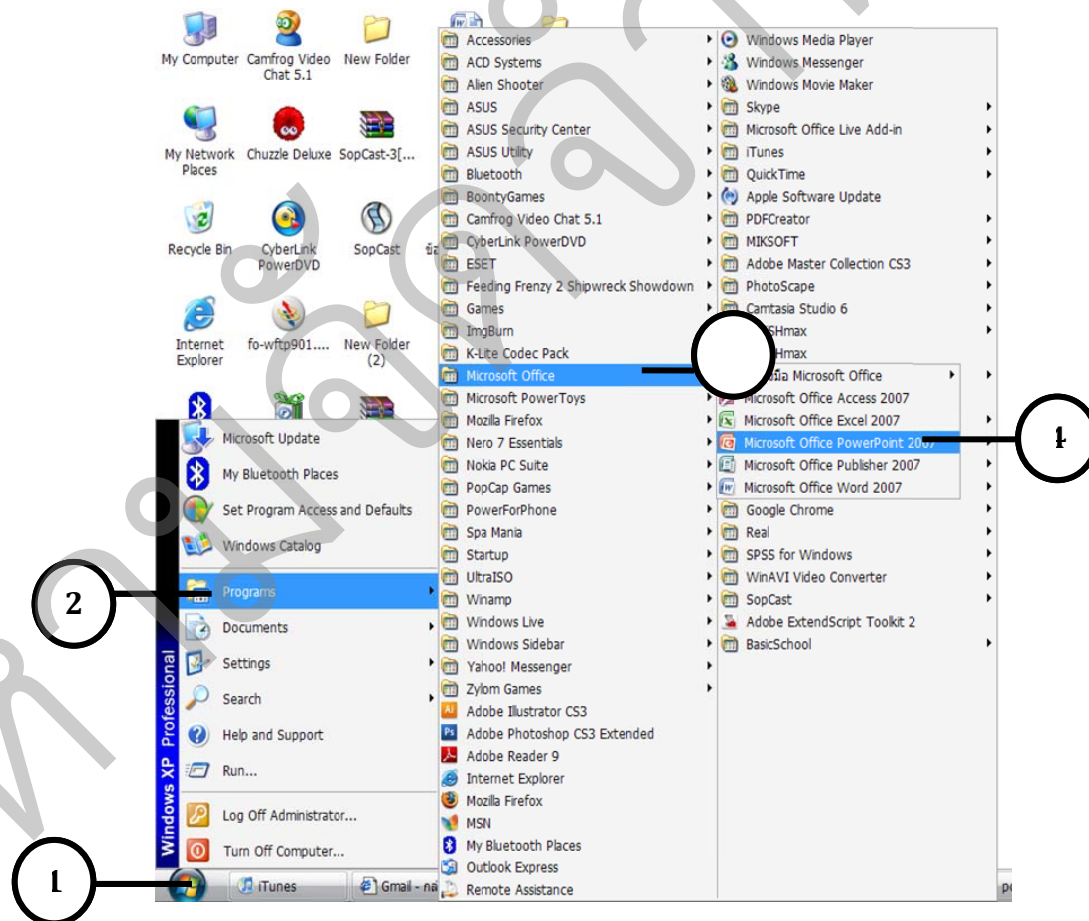 My Computer
Camfrog Video
Chat 5.1
New Folder
My Network
Places
Chuzzle Deluxe
SopCast-3[...
Recycle Bin
CyberLink
PowerDVD
SopCast
Internet
Explorer
fo-wftp901....
New Folder
(2)
Microsoft Update
My Bluetooth Places
Set Program Access and Defaults
Windows Catalog
Programs
Documents
Settings
Search
Help and Support
Run...
Log Off Administrator...
Turn Off Computer...
Windows XP Professional
iTunes
Gmail -
Accessories
ACD Systems
Alien Shooter
ASUS
ASUS Security Center
ASUS Utility
Bluetooth
BoontyGames
Camfrog Video Chat 5.1
CyberLink PowerDVD
ESET
Feeding Frenzy 2 Shipwreck Showdown
Games
ImgBurn
K-Lite Codec Pack
Microsoft Office
Microsoft PowerToys
Mozilla Firefox
Nero 7 Essentials
Nokia PC Suite
PopCap Games
PowerForPhone
Spa Mania
Startup
UltraISO
Winamp
Windows Live
Windows Sidebar
Yahoo! Messenger
Zylom Games
Adobe Illustrator CS3
Adobe Photoshop CS3 Extended
Adobe Reader 9
Internet Explorer
Mozilla Firefox
MSN
My Bluetooth Places
Outlook Express
Remote Assistance
Windows Media Player
Windows Messenger
Windows Movie Maker
Skype
Microsoft Office Live Add-in
iTunes
QuickTime
Apple Software Update
PDFCreator
MIKSOFT
Adobe Master Collection CS3
PhotoScape
Camtasia Studio 6
Microsoft Office
Microsoft Office Access 2007
Microsoft Office Excel 2007
Microsoft Office PowerPoint 2007
Microsoft Office Publisher 2007
Microsoft Office Word 2007
Google Chrome
Real
SPSS for Windows
WinAVI Video Converter
SopCast
Adobe ExtendScript Toolkit 2
BasicSchool
1
2
4